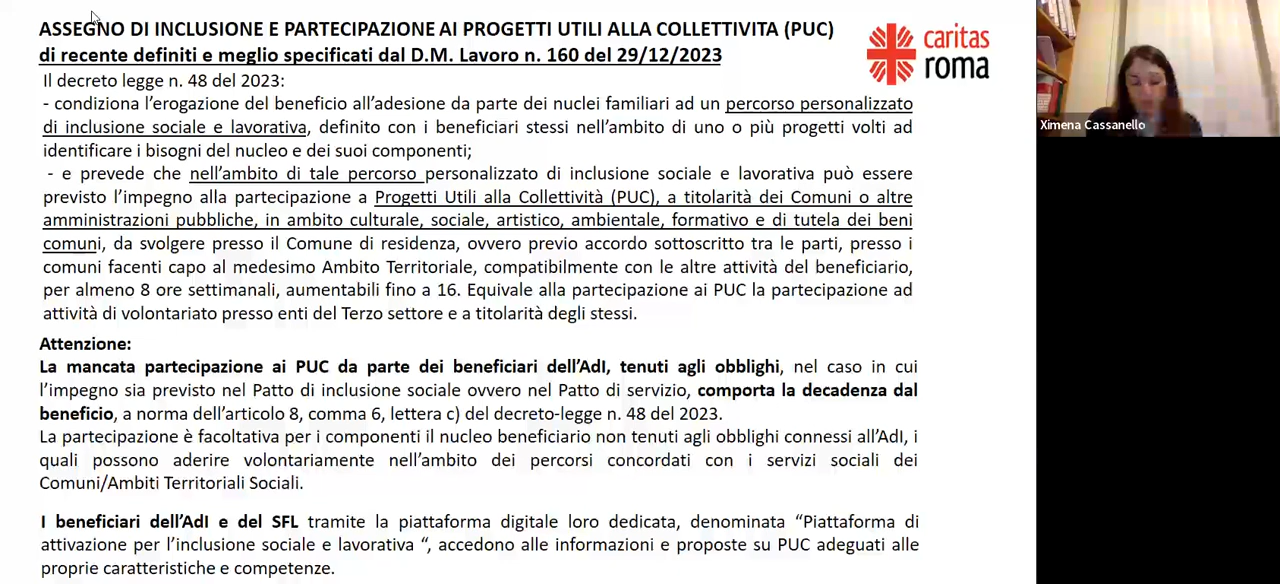 ASSEGNO DI INCLUSIONE E PARTECIPAZIONE AI PROGETTI UTILI ALLA COLLETTIVITA (PUC)
di recente definiti e meglio specificati dal D.M. Lavoro n. 160 del 29/12/2023
caritas
roma
Il decreto legge n. 48 del 2023:
- condiziona l'erogazione del beneficio all'adesione da parte dei nuclei familiari ad un percorso personalizzato
di inclusione sociale e lavorativa, definito con i beneficiari stessi nell'ambito di uno o più progetti volti ad
identificare i bisogni del nucleo e dei suoi componenti;
- e prevede che nell'ambito di tale percorso personalizzato di inclusione sociale e lavorativa può essere
previsto l'impegno alla partecipazione a Progetti Utili alla Collettività (PUC), a titolarità dei Comuni o altre
amministrazioni pubbliche, in ambito culturale, sociale, artistico, ambientale, formativo e di tutela dei beni
comuni, da svolgere presso il Comune di residenza, ovvero previo accordo sottoscritto tra le parti, presso i
comuni facenti capo al medesimo Ambito Territoriale, compatibilmente con le altre attività del beneficiario,
per almeno 8 ore settimanali, aumentabili fino a 16. Equivale alla partecipazione ai PUC la partecipazione ad
attività di volontariato presso enti del Terzo settore e a titolarità degli stessi.
Attenzione:
La mancata partecipazione ai PUC da parte dei beneficiari dell'AdI, tenuti agli obblighi, nel caso in cui
l'impegno sia previsto nel Patto di inclusione sociale ovvero nel Patto di servizio, comporta la decadenza dal
beneficio, a norma dell'articolo 8, comma 6, lettera c) del decreto-legge n. 48 del 2023.
La partecipazione è facoltativa per i componenti il nucleo beneficiario non tenuti agli obblighi connessi all'AdI, i
quali possono aderire volontariamente nell'ambito dei percorsi concordati con i servizi sociali dei
Comuni/Ambiti Territoriali Sociali.
I beneficiari dell'AdI e del SFL tramite la piattaforma digitale loro dedicata, denominata "Piattaforma di
attivazione per l'inclusione sociale e lavorativa ", accedono alle informazioni e proposte su PUC adeguati alle
proprie caratteristiche e competenze.
Ximena Cassanello